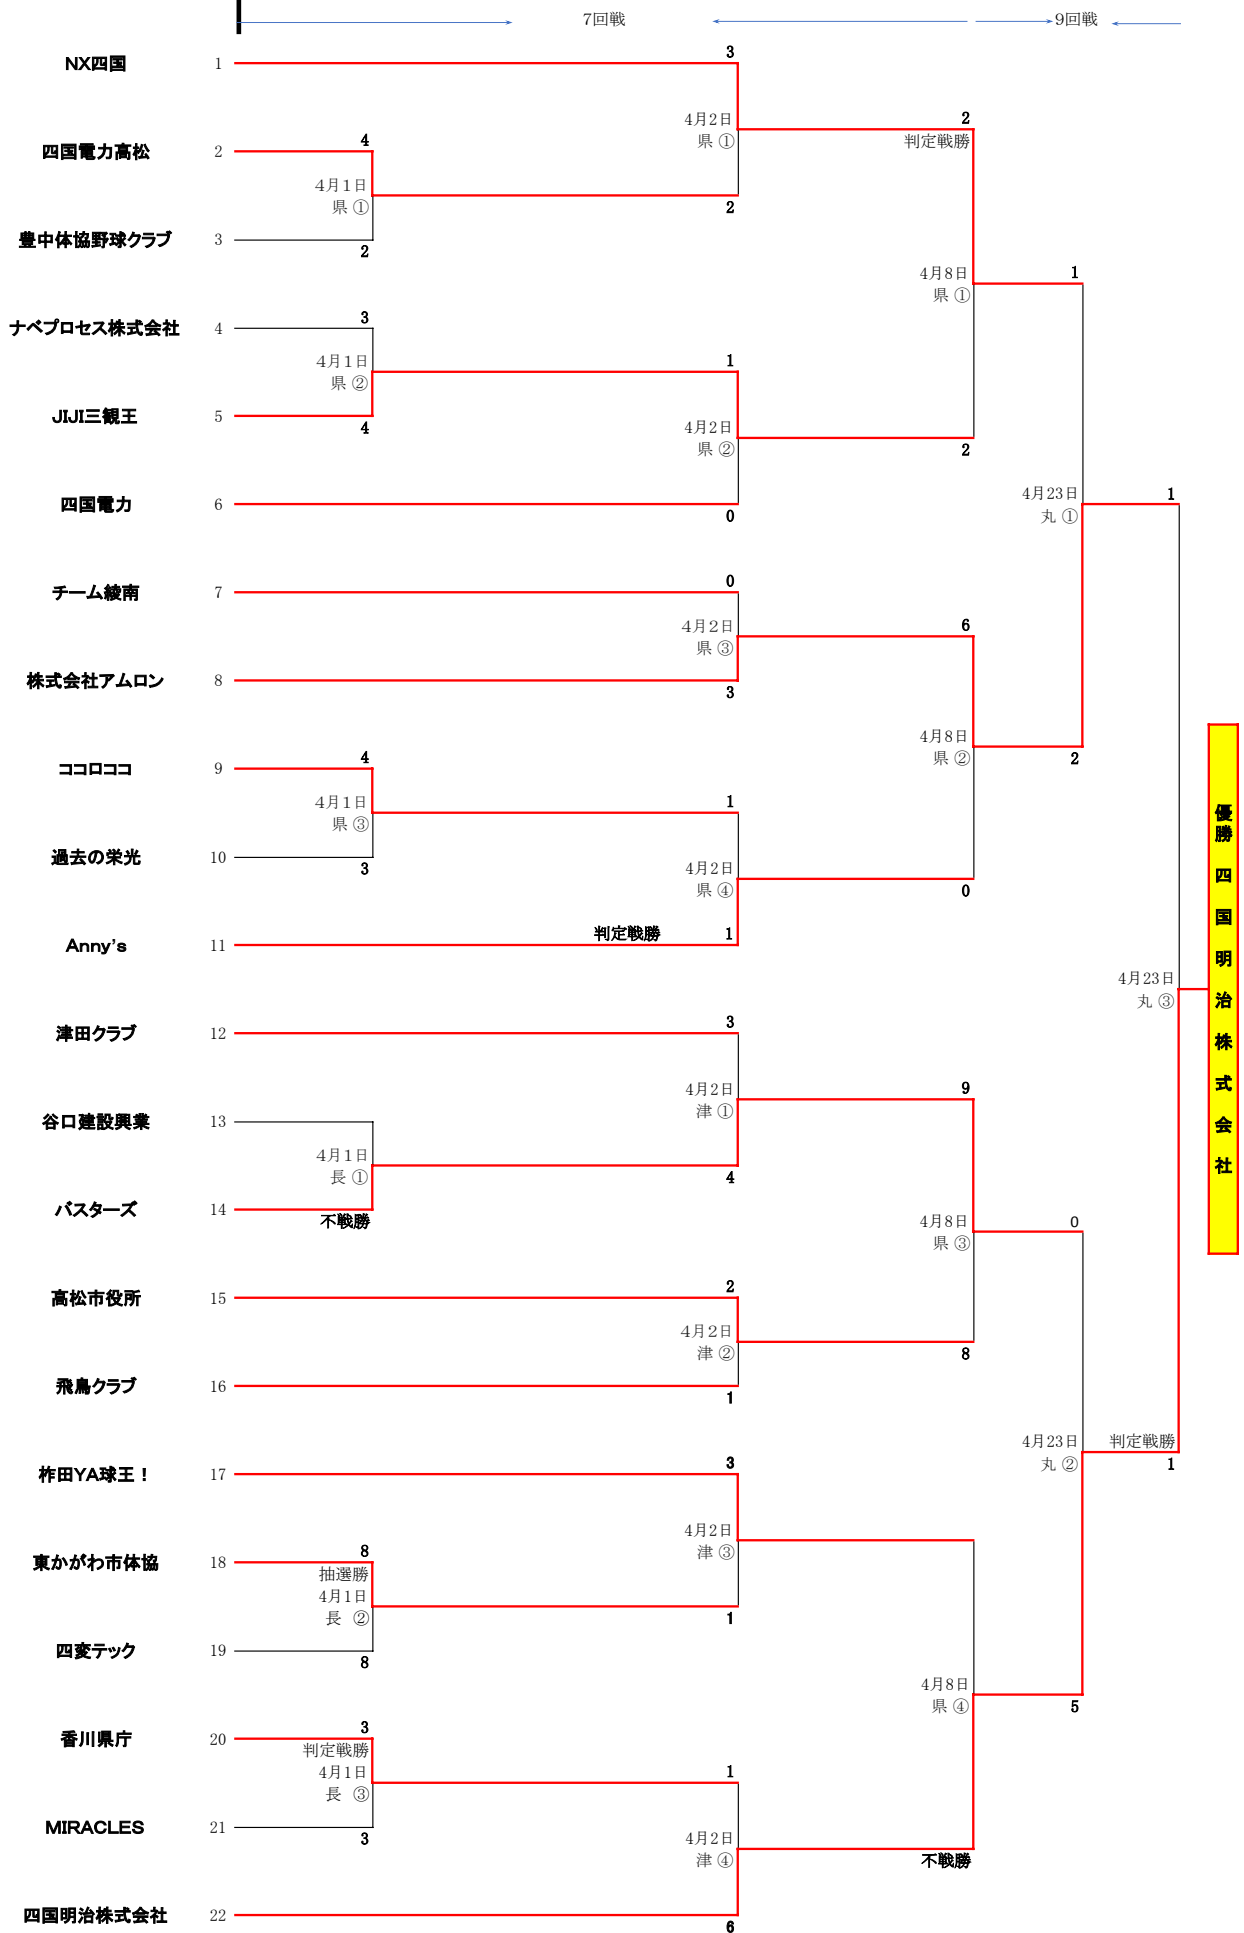 7回戦
9回戦
NX四国 1 3
4月2日 2
県 ① 判定戦勝
四国電力高松 2 4
4月1日
県 ① 2
豊中体協野球クラブ 3 2
4月8日 1
県 ①
ナベプロセス株式会社 4 3
4月1日 1
県 ②
JIJI三観王 5 4
4月2日
県 ② 2
四国電力 6 0
4月23日 1
丸 ①
チーム綾南 7 0
4月2日 6
県 ③
株式会社アムロン 8 3
4月8日
県 ② 2
ココロココ 9 4
4月1日 1
県 ③
過去の栄光 10 3
4月2日
県 ④ 0
Anny's 11 判定戦勝 1
4月23日
丸 ③
優勝 四国明治株式会社
津田クラブ 12 3
4月2日 9
津 ①
谷口建設興業 13
4月1日
長 ① 4
バスターズ 14 不戦勝
4月8日 0
県 ③
高松市役所 15 2
4月2日
津 ② 8
飛鳥クラブ 16 1
4月23日 判定戦勝
丸 ② 1
柞田YA球王！ 17 3
4月2日
津 ③
東かがわ市体協 18 8
抽選勝
4月1日
長 ② 1
四変テック 19 8
4月8日
県 ④ 5
香川県庁 20 3
判定戦勝
4月1日 1
長 ③
MIRACLES 21 3
4月2日
津 ④ 不戦勝
四国明治株式会社 22 6